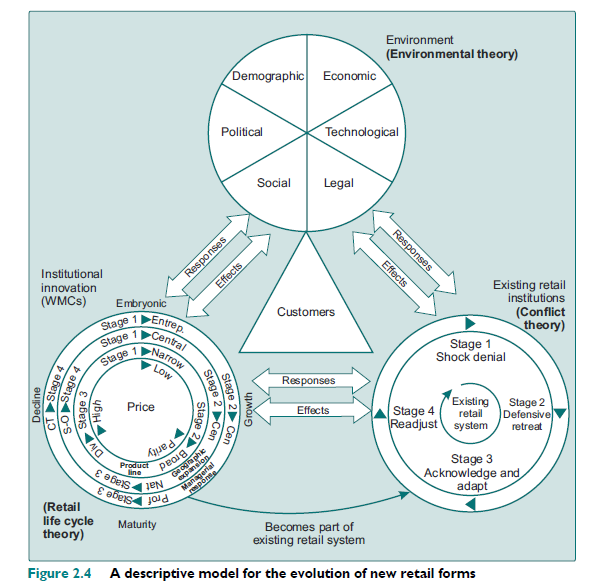 Environment
(Environmental theory)
Demographic
Economic
Political
Technological
Social
Legal
Responses
Effects
Responses
Effects
Institutional
innovation
(WMCs)
Customers
Existing retail
institutions
(Conflict
theory)
Embryonic
Stage 1 Entrep.
Stage 1 Central
Stage 1 Narrow
Low
Price
High
Parity
Stage 2 Cen
Stage 2 Cen
Stage 2
Broad
Product
line
Geographic
expansion
Managerial
response
Stage 3
Div
Stage 3
Nat
Stage 3
Prof
Stage 4
S-O
Stage 4
CT
Decline
Growth
Maturity
(Retail
life cycle
theory)
Responses
Effects
Stage 1
Shock denial
Stage 2
Defensive
retreat
Stage 3
Acknowledge and
adapt
Stage 4
Readjust
Existing
retail
system
Becomes part of
existing retail system
Figure 2.4 A descriptive model for the evolution of new retail forms